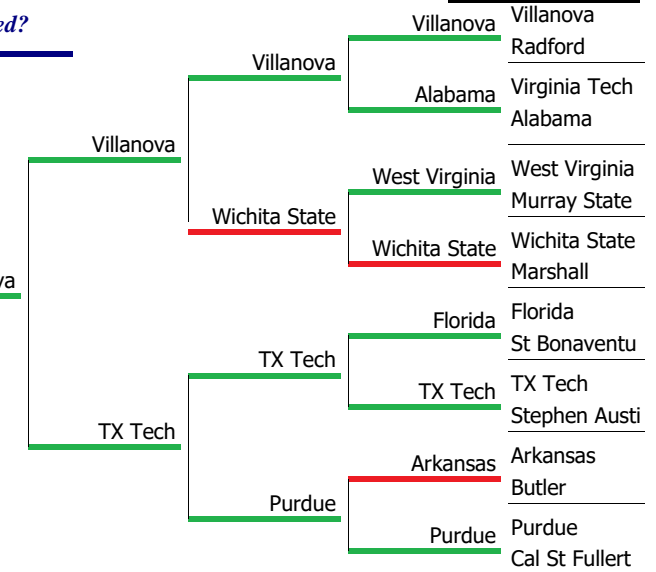 ed?
Villanova
Villanova
Radford
Villanova
Alabama
Virginia Tech
Alabama
Villanova
West Virginia
West Virginia
Murray State
Wichita State
Wichita State
Wichita State
Marshall
va
Florida
Florida
St Bonaventu
TX Tech
TX Tech
TX Tech
Stephen Austi
TX Tech
Arkansas
Arkansas
Butler
Purdue
Purdue
Purdue
Cal St Fullert